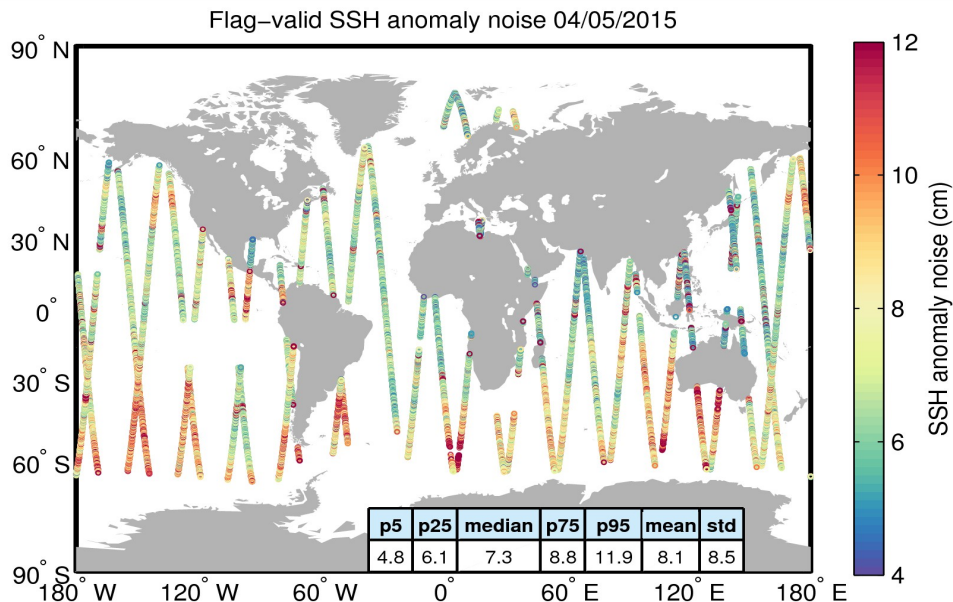 Flag−valid SSH anomaly noise 04/05/2015
90° N
60° N
30° N
0°
30° S
60° S
90° S
180° W
120° W
60° W
0°
60° E
120° E
180° E
p5 p25 median p75 p95 mean std
4.8 6.1 7.3 8.8 11.9 8.1 8.5
12
10
8
6
4
SSH anomaly noise (cm)